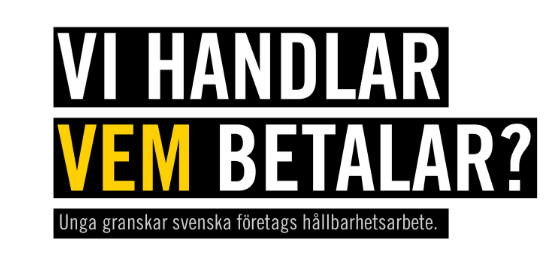 VI HANDLAR
VEM BETALAR?
Unga granskar svenska företags hållbarhetsarbete.